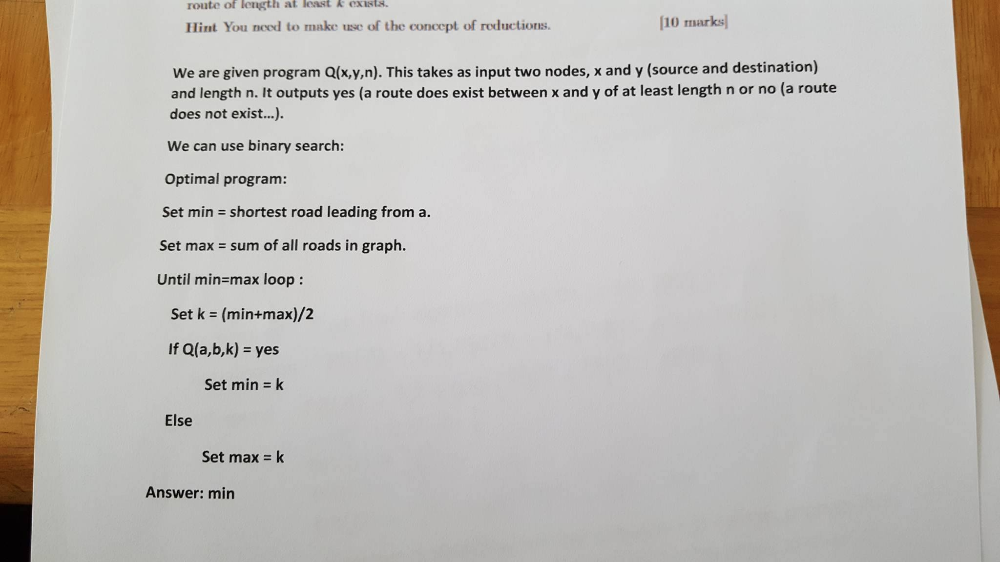 route of length at least k exists.
Hint You need to make use of the concept of reductions. [10 marks]
We are given program Q(x,y,n). This takes as input two nodes, x and y (source and destination)
and length n. It outputs yes (a route does exist between x and y of at least length n or no (a route
does not exist...).
We can use binary search:
Optimal program:
Set min = shortest road leading from a.
Set max = sum of all roads in graph.
Until min=max loop :
Set k = (min+max)/2
If Q(a,b,k) = yes
Set min = k
Else
Set max = k
Answer: min